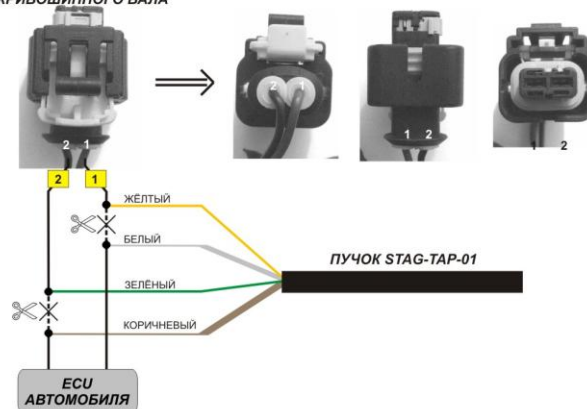 КРИВОШИПНОГО ВАЛА
2 1
2 1
1 2
1 2
2 1
ЖЁЛТЫЙ
БЕЛЫЙ
ПУЧОК STAG-TAP-01
ЗЕЛЁНЫЙ
КОРИЧНЕВЫЙ
ECU
АВТОМОБИЛЯ